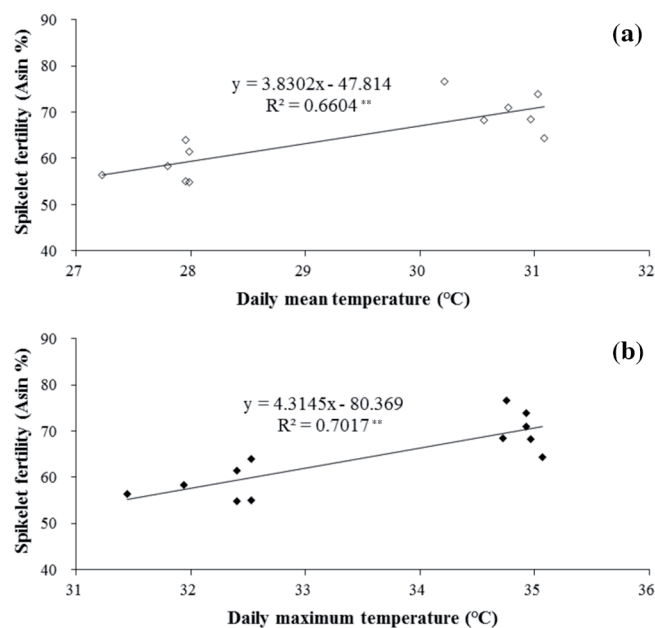 (a)
Spikelet fertility (Asin %)
90
80
70
60
50
40
y = 3.8302x - 47.814
R² = 0.6604 **
27 28 29 30 31 32
Daily mean temperature (°C)
(b)
Spikelet fertility (Asin %)
90
80
70
60
50
40
y = 4.3145x - 80.369
R² = 0.7017 **
31 32 33 34 35 36
Daily maximum temperature (°C)